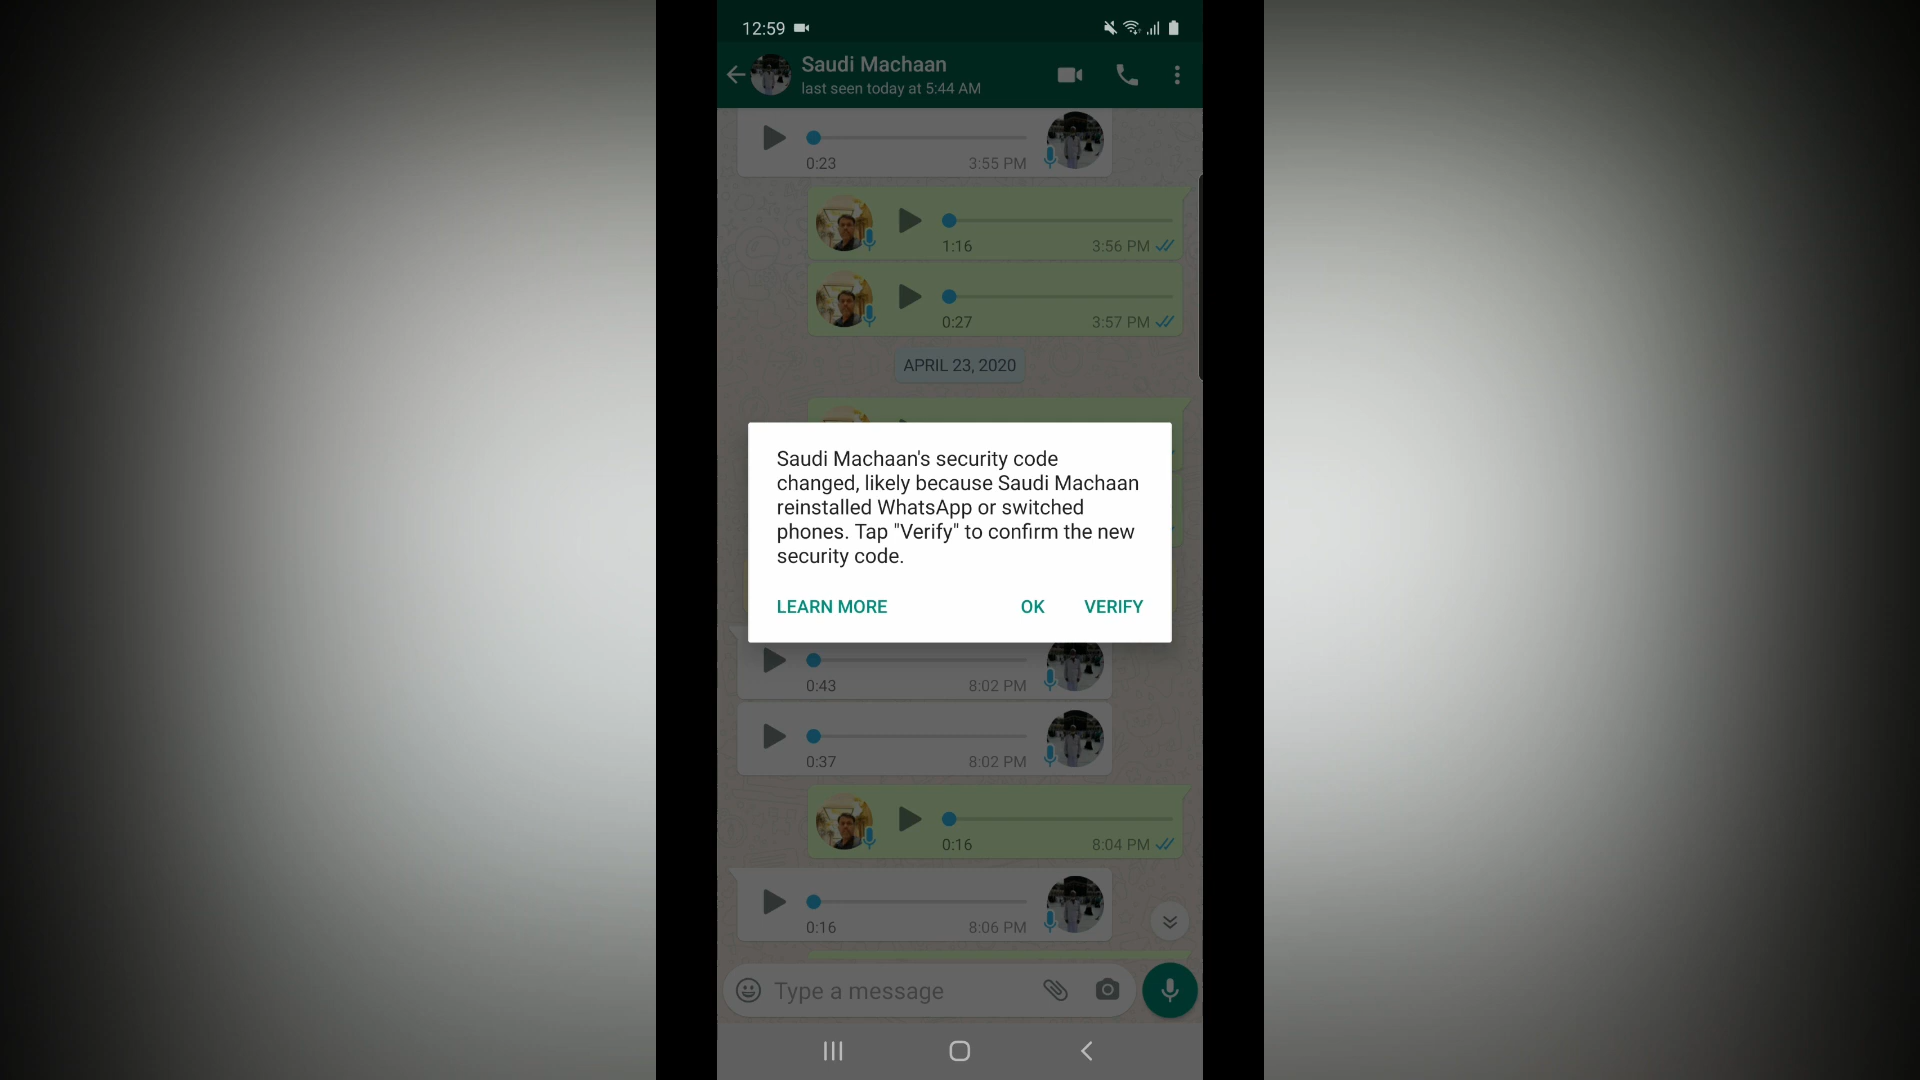 12:59
Saudi Machaan
last seen today at 5:44 AM
0:23 3:55 PM
1:16 3:56 PM
0:27 3:57 PM
APRIL 23, 2020
Saudi Machaan's security code
changed, likely because Saudi Machaan
reinstalled WhatsApp or switched
phones. Tap "Verify" to confirm the new
security code.
LEARN MORE OK VERIFY
0:43 8:02 PM
0:37 8:02 PM
0:16 8:04 PM
0:16 8:06 PM
Type a message